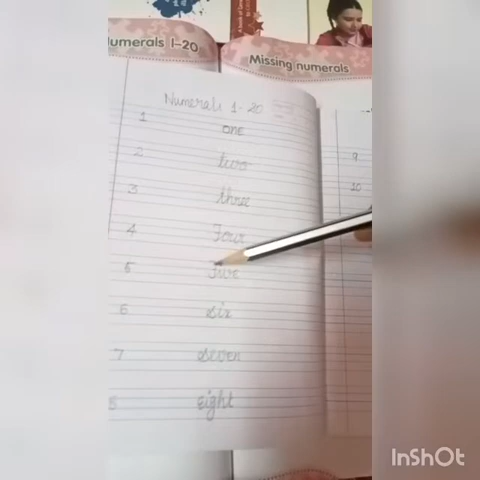 umerals 1-20
Missing numerals
Numerals 1-20
1 one
2 two
3 three
4 Four
5 Five
6 six
7 seven
8 eight
9
10
InShOt